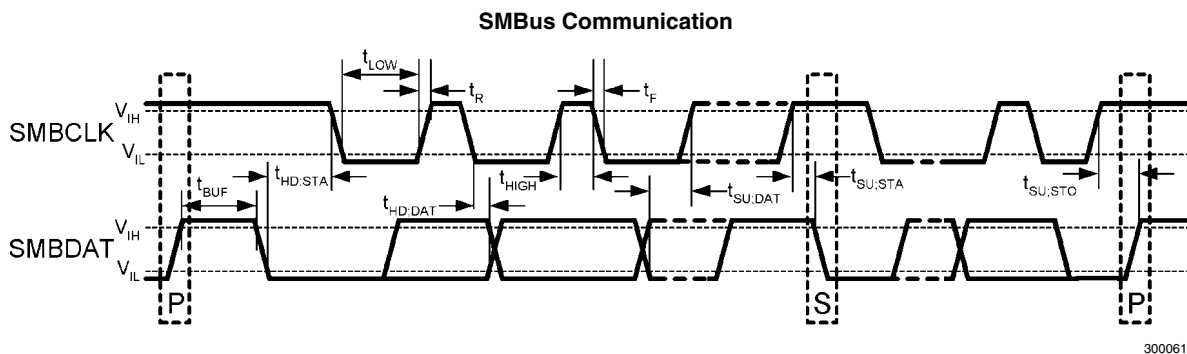 SMBus Communication
tLOW
tR
tF
VIH
SMBCLK
VIL
tHD;STA
tBUF
tHIGH
tHD;DAT
tSU;DAT
tSU;STA
tSU;STO
VIH
SMBDAT
VIL
P
S
P
300061